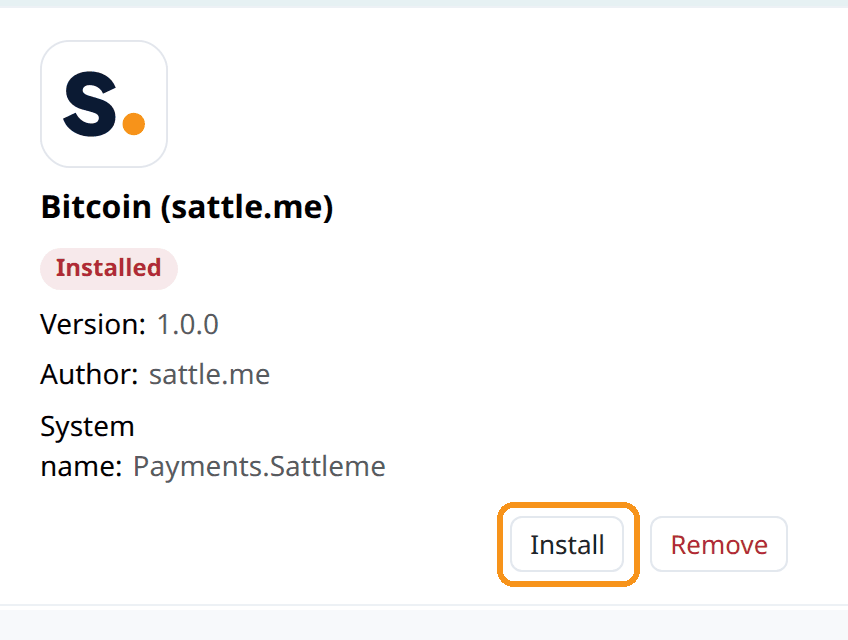 S.
Bitcoin (sattle.me)
Installed
Version: 1.0.0
Author: sattle.me
System
name: Payments.Sattleme
Install
Remove